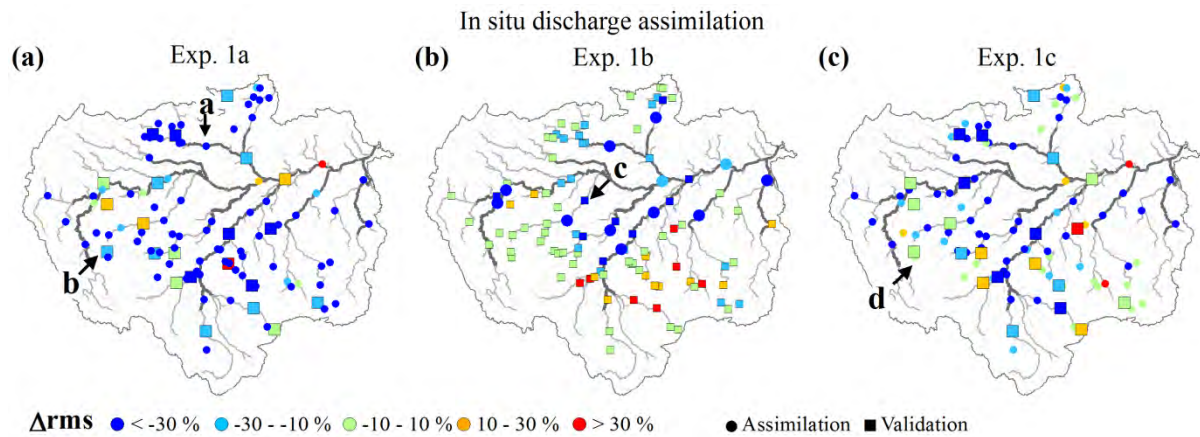 In situ discharge assimilation
(a) Exp. 1a
(b) Exp. 1b
(c) Exp. 1c
a
b
c
d
Δrms < -30 % -30 - -10 % -10 - 10 % 10 - 30 % > 30 % Assimilation Validation